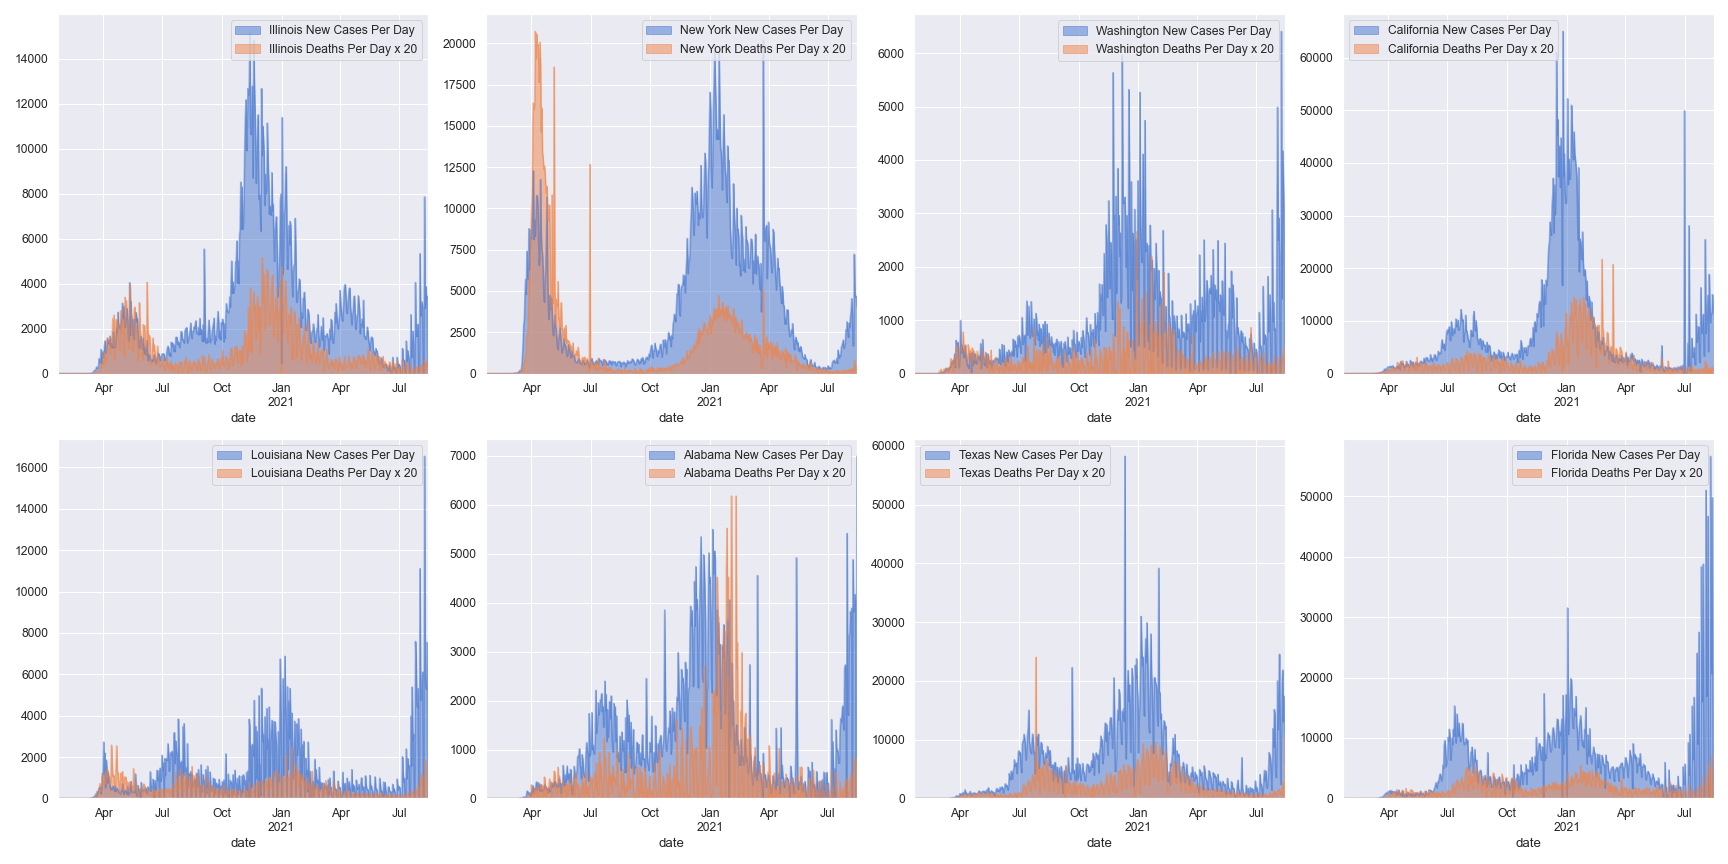 Illinois New Cases Per Day
Illinois Deaths Per Day x 20
14000
12000
10000
8000
6000
4000
2000
0
Apr Jul Oct Jan Apr Jul
2021
date
New York New Cases Per Day
New York Deaths Per Day x 20
20000
17500
15000
12500
10000
7500
5000
2500
0
Apr Jul Oct Jan Apr Jul
2021
date
Washington New Cases Per Day
Washington Deaths Per Day x 20
6000
5000
4000
3000
2000
1000
0
Apr Jul Oct Jan Apr Jul
2021
date
California New Cases Per Day
California Deaths Per Day x 20
60000
50000
40000
30000
20000
10000
0
Apr Jul Oct Jan Apr Jul
2021
date
Louisiana New Cases Per Day
Louisiana Deaths Per Day x 20
16000
14000
12000
10000
8000
6000
4000
2000
0
Apr Jul Oct Jan Apr Jul
2021
date
Alabama New Cases Per Day
Alabama Deaths Per Day x 20
7000
6000
5000
4000
3000
2000
1000
0
Apr Jul Oct Jan Apr Jul
2021
date
Texas New Cases Per Day
Texas Deaths Per Day x 20
60000
50000
40000
30000
20000
10000
0
Apr Jul Oct Jan Apr Jul
2021
date
Florida New Cases Per Day
Florida Deaths Per Day x 20
50000
40000
30000
20000
10000
0
Apr Jul Oct Jan Apr Jul
2021
date